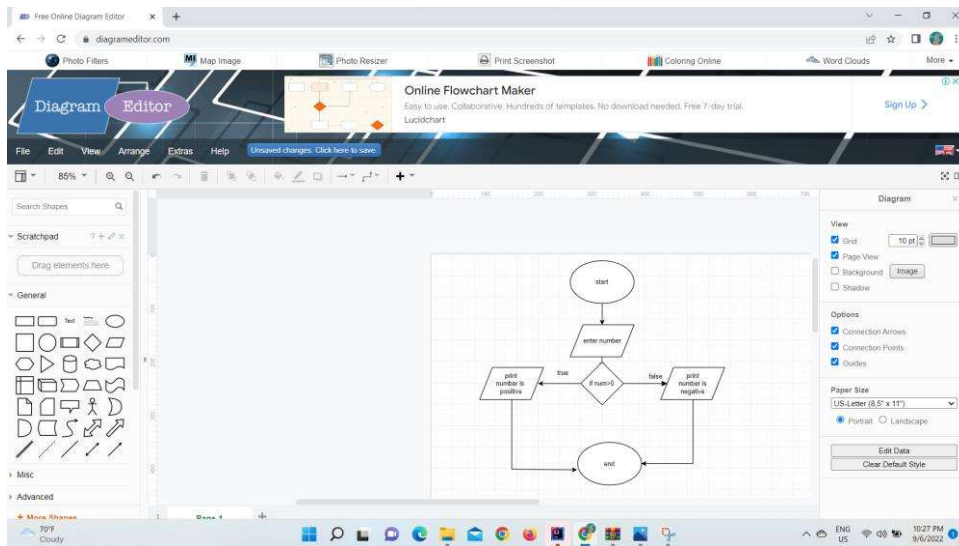 Free Online Diagram Editor
diagrameditor.com
Photo Filters
MI Map Image
Photo Resizer
Print Screenshot
Coloring Online
Word Clouds
More
Diagram Editor
Online Flowchart Maker
Easy to use. Collaborative. Hundreds of templates. No download needed. Free 7-day trial.
Lucidchart
Sign Up
File Edit View Arrange Extras Help
Unsaved changes. Click here to save.
85%
Search Shapes
Scratchpad
Drag elements here
General
Text
Misc
Advanced
+ More Shapes
start
enter number
true
if num>0
false
print
number is
positive
print
number is
negative
end
Page 1
Diagram
View
Grid
10 pt
Page View
Background
Image
Shadow
Options
Connection Arrows
Connection Points
Guides
Paper Size
US-Letter (8,5" x 11")
Portrait Landscape
Edit Data
Clear Default Style
70°F
Cloudy
ENG
US
10:27 PM
9/6/2022